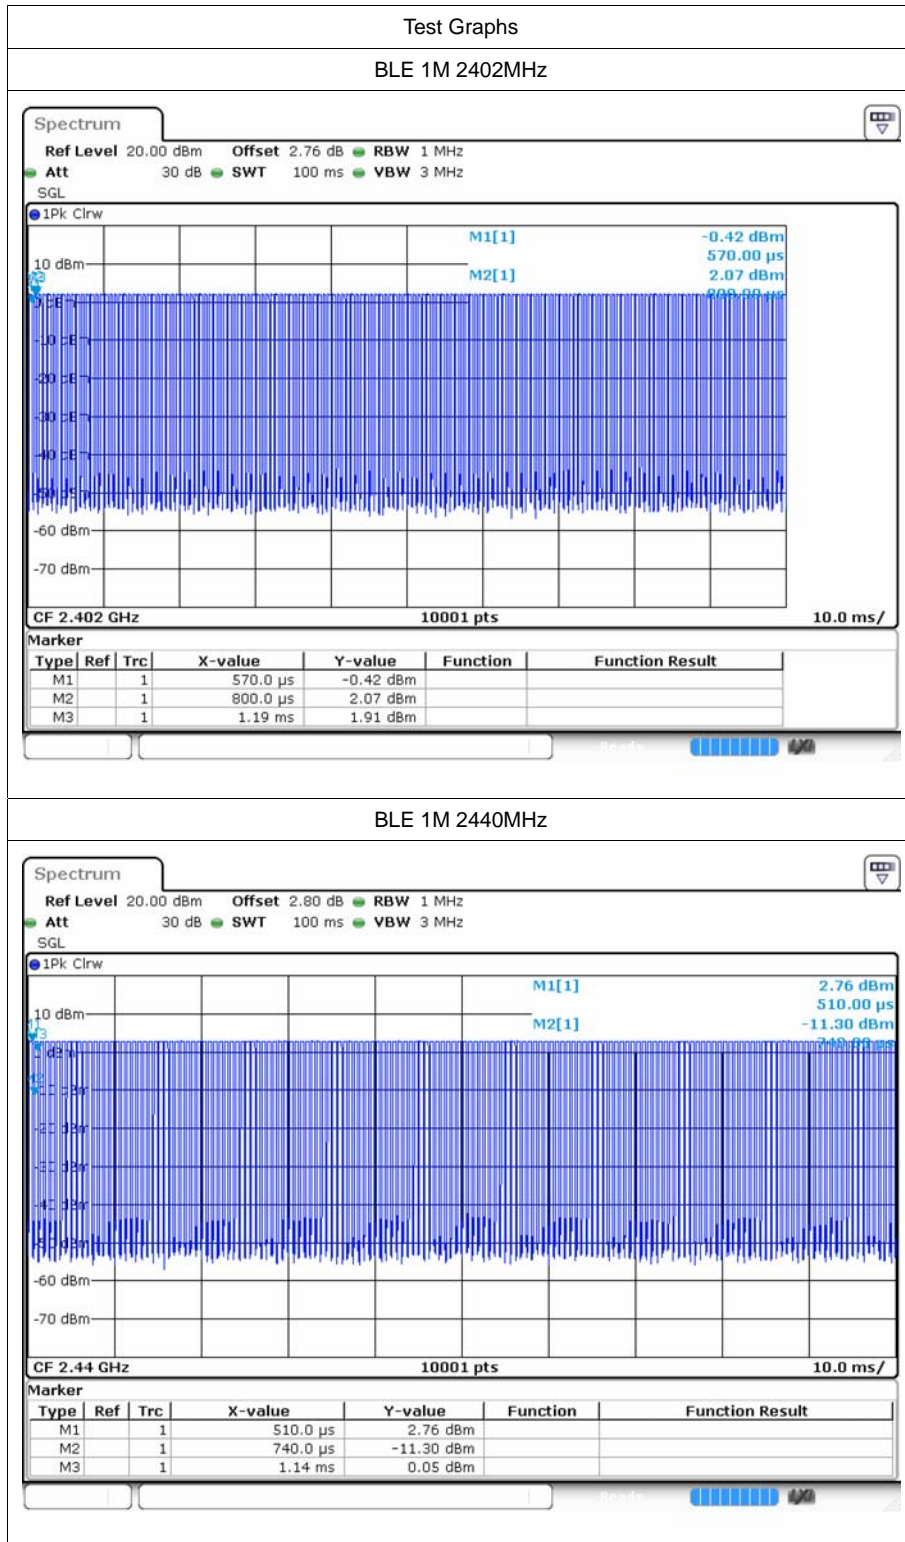 Test Graphs
BLE 1M 2402MHz
Spectrum
Ref Level 20.00 dBm Offset 2.76 dB RBW 1 MHz
Att 30 dB SWT 100 ms VBW 3 MHz
SGL
1Pk Clrw
M1[1] -0.42 dBm
570.00 µs
10 dBm
M2[1] 2.07 dBm
-60 dBm
-70 dBm
CF 2.402 GHz 10001 pts 10.0 ms/
Marker
Type Ref Trc X-value Y-value Function Function Result
M1 1 570.0 µs -0.42 dBm
M2 1 800.0 µs 2.07 dBm
M3 1 1.19 ms 1.91 dBm
Ready
BLE 1M 2440MHz
Spectrum
Ref Level 20.00 dBm Offset 2.80 dB RBW 1 MHz
Att 30 dB SWT 100 ms VBW 3 MHz
SGL
1Pk Clrw
M1[1] 2.76 dBm
510.00 µs
10 dBm
M2[1] -11.30 dBm
-60 dBm
-70 dBm
CF 2.44 GHz 10001 pts 10.0 ms/
Marker
Type Ref Trc X-value Y-value Function Function Result
M1 1 510.0 µs 2.76 dBm
M2 1 740.0 µs -11.30 dBm
M3 1 1.14 ms 0.05 dBm
Ready